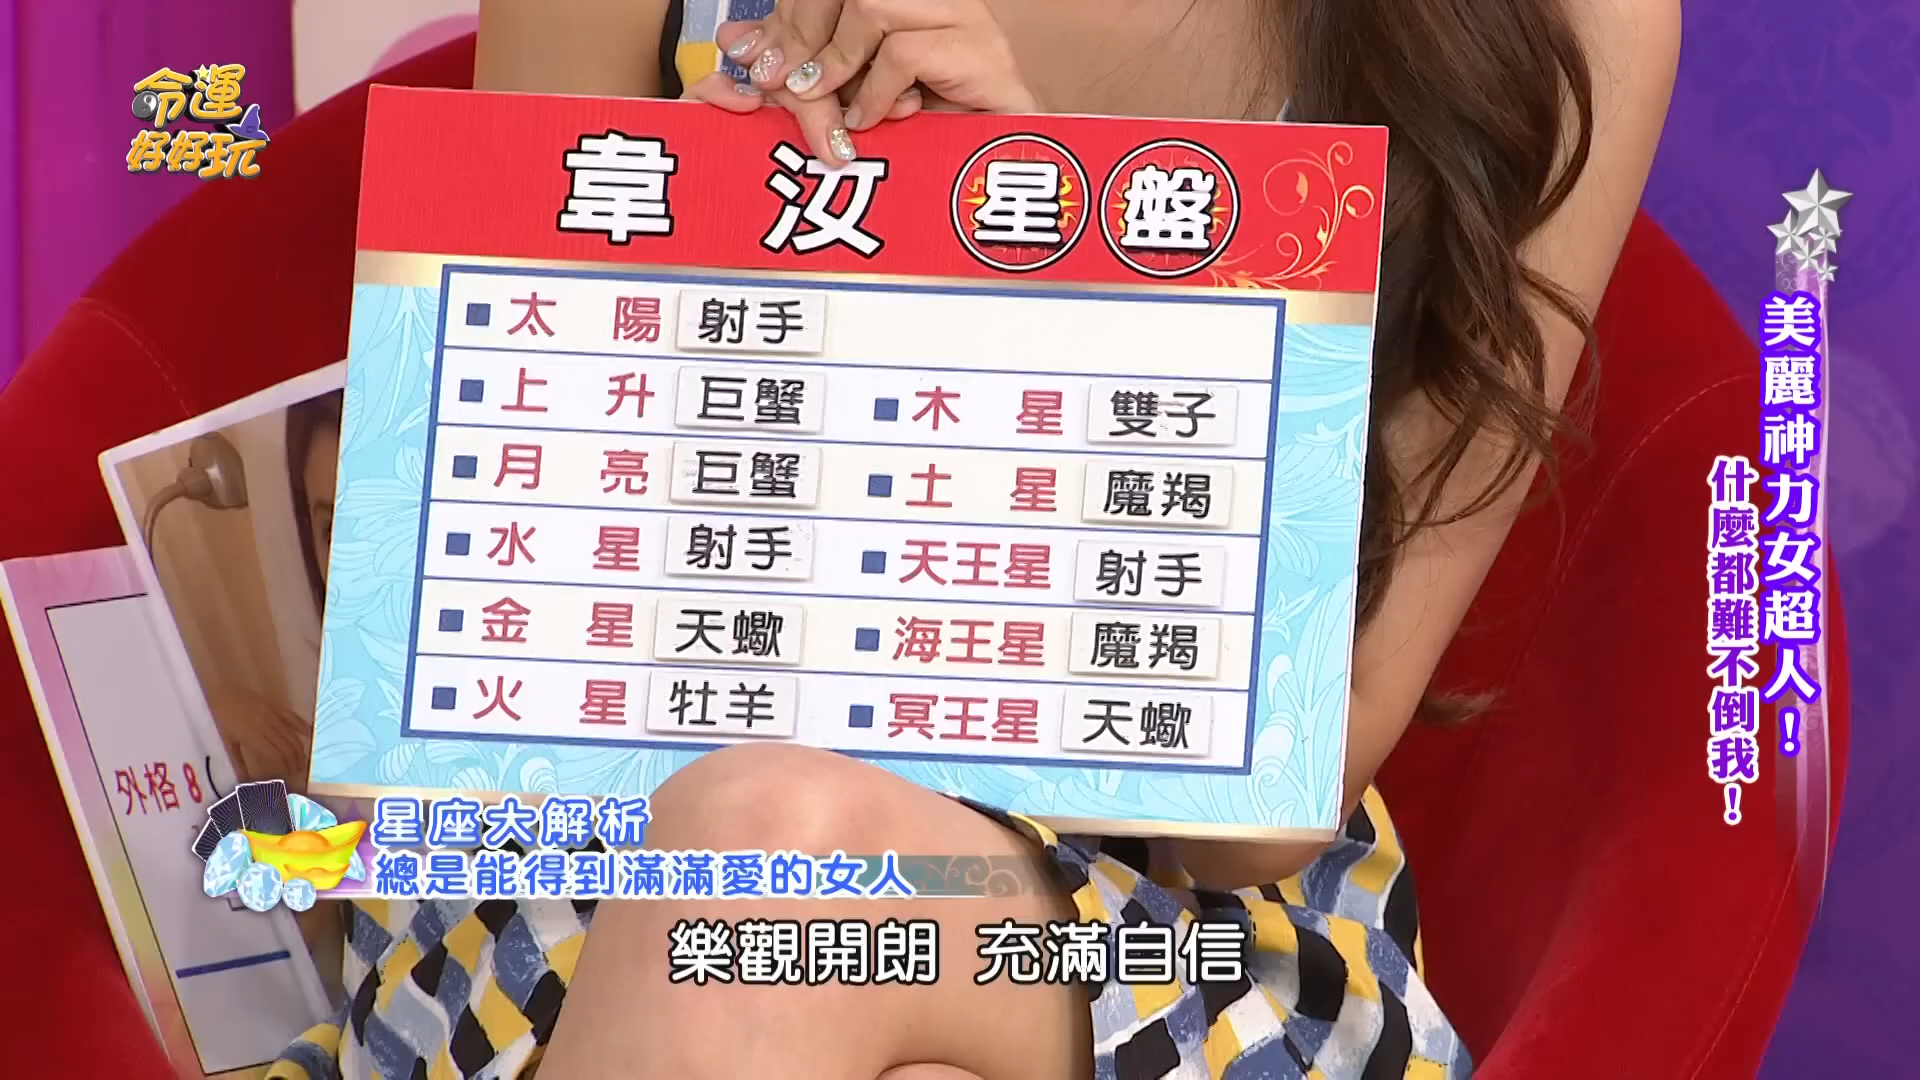 命運
好好玩
韋汝星盤
太陽 射手
上升 巨蟹 木星 雙子
月亮 巨蟹 土星 魔羯
水星 射手 天王星 射手
金星 天蠍 海王星 魔羯
火星 牡羊 冥王星 天蠍
外格8(
美麗神力女超人！
什麼都難不倒我！
星座大解析
總是能得到滿滿愛的女人
樂觀開朗 充滿自信